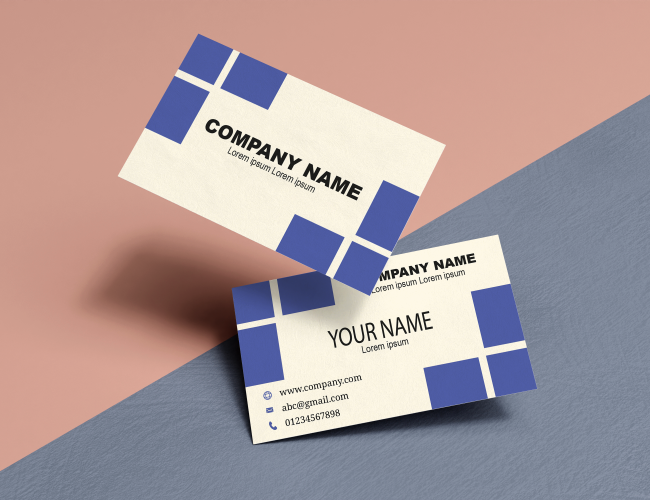 COMPANY NAME
Lorem ipsum Lorem ipsum
MPANY NAME
Lorem ipsum Lorem ipsum
YOUR NAME
Lorem ipsum
www.company.com
abc@gmail.com
01234567898